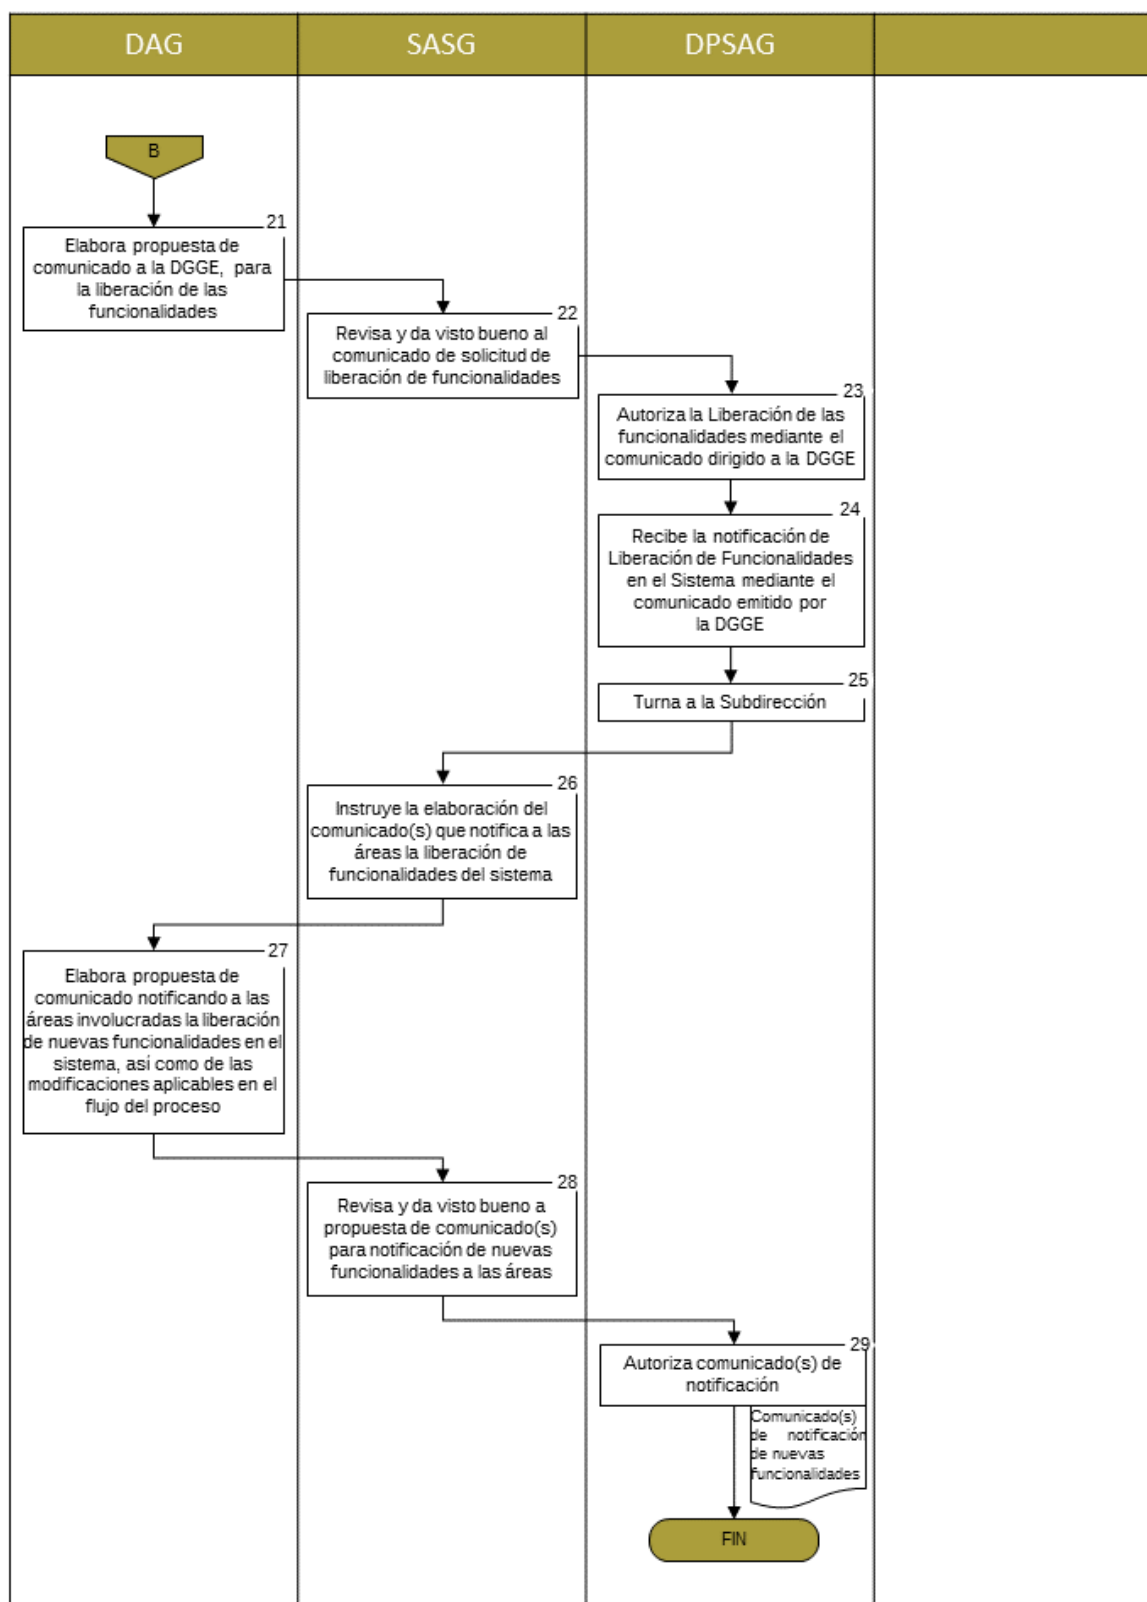 DAG
SASG
DPSAG
B
21
Elabora propuesta de
comunicado a la DGGE, para
la liberación de las
funcionalidades
22
Revisa y da visto bueno al
comunicado de solicitud de
liberación de funcionalidades
23
Autoriza la Liberación de las
funcionalidades mediante el
comunicado dirigido a la DGGE
24
Recibe la notificación de
Liberación de Funcionalidades
en el Sistema mediante el
comunicado emitido por
la DGGE
25
Turna a la Subdirección
26
Instruye la elaboración del
comunicado(s) que notifica a las
áreas la liberación de
funcionalidades del sistema
27
Elabora propuesta de
comunicado notificando a las
áreas involucradas la liberación
de nuevas funcionalidades en el
sistema, así como de las
modificaciones aplicables en el
flujo del proceso
28
Revisa y da visto bueno a
propuesta de comunicado(s)
para notificación de nuevas
funcionalidades a las áreas
29
Autoriza comunicado(s) de
notificación
Comunicado(s)
de notificación
de nuevas
funcionalidades
FIN